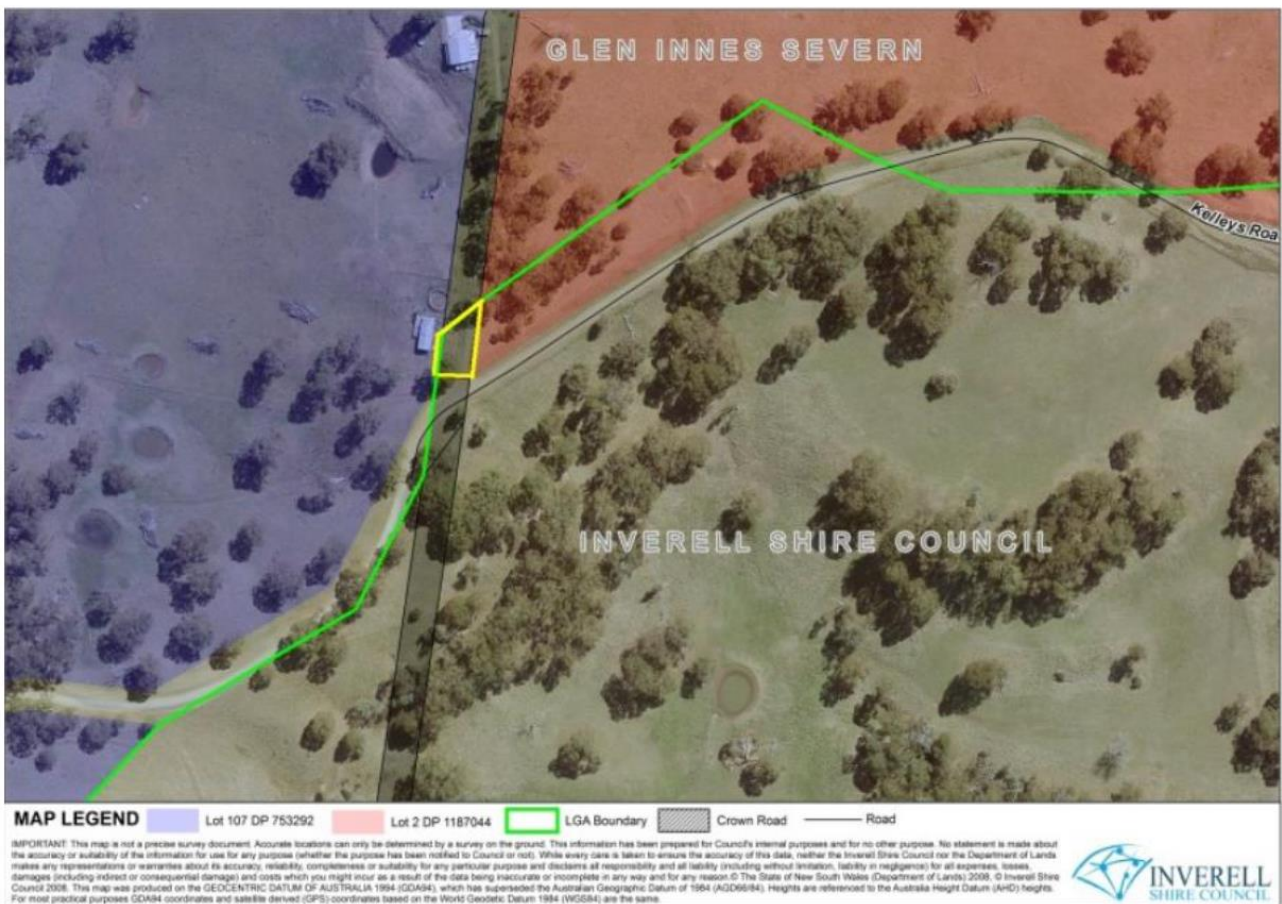 GLEN INNES SEVERN
Kelleys Roa
INVERELL SHIRE COUNCIL
MAP LEGEND Lot 107 DP 753292 Lot 2 DP 1187044 LGA Boundary Crown Road Road
IMPORTANT: This map is not a precise survey document. Accurate locations can only be determined by a survey on the ground. This information has been prepared for Council's internal purposes and for no other purpose. No statement is made about
the accuracy or suitability of the information for use for any purpose (whether the purpose has been notified to Council or not). While every care is taken to ensure the accuracy of this data, neither the Inverell Shire Council nor the Department of Lands
makes any representations or warranties about its accuracy, reliability, completeness or suitability for any particular purpose and disclaims all responsibility and all liability (including without limitation, liability in negligence) for all expenses, losses,
damages (including indirect or consequential damage) and costs which you might incur as a result of the data being inaccurate or incomplete in any way and for any reason.© The State of New South Wales (Department of Lands) 2008, © Inverell Shire
Council 2008. This map was produced on the GEOCENTRIC DATUM OF AUSTRALIA 1994 (GDA94), which has superseded the Australian Geographic Datum of 1984 (AGD66/84). Heights are referenced to the Australia Height Datum (AHD) heights.
For most practical purposes GDA94 coordinates and satellite derived (GPS) coordinates based on the World Geodetic Datum 1984 (WGS84) are the same.
INVERELL
SHIRE COUNCIL